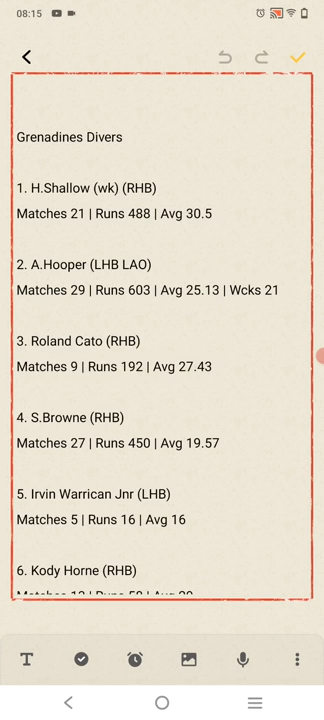 08:15
Grenadines Divers
1. H.Shallow (wk) (RHB)
Matches 21 | Runs 488 | Avg 30.5
2. A.Hooper (LHB LAO)
Matches 29 | Runs 603 | Avg 25.13 | Wcks 21
3. Roland Cato (RHB)
Matches 9 | Runs 192 | Avg 27.43
4. S.Browne (RHB)
Matches 27 | Runs 450 | Avg 19.57
5. Irvin Warrican Jnr (LHB)
Matches 5 | Runs 16 | Avg 16
6. Kody Horne (RHB)
T